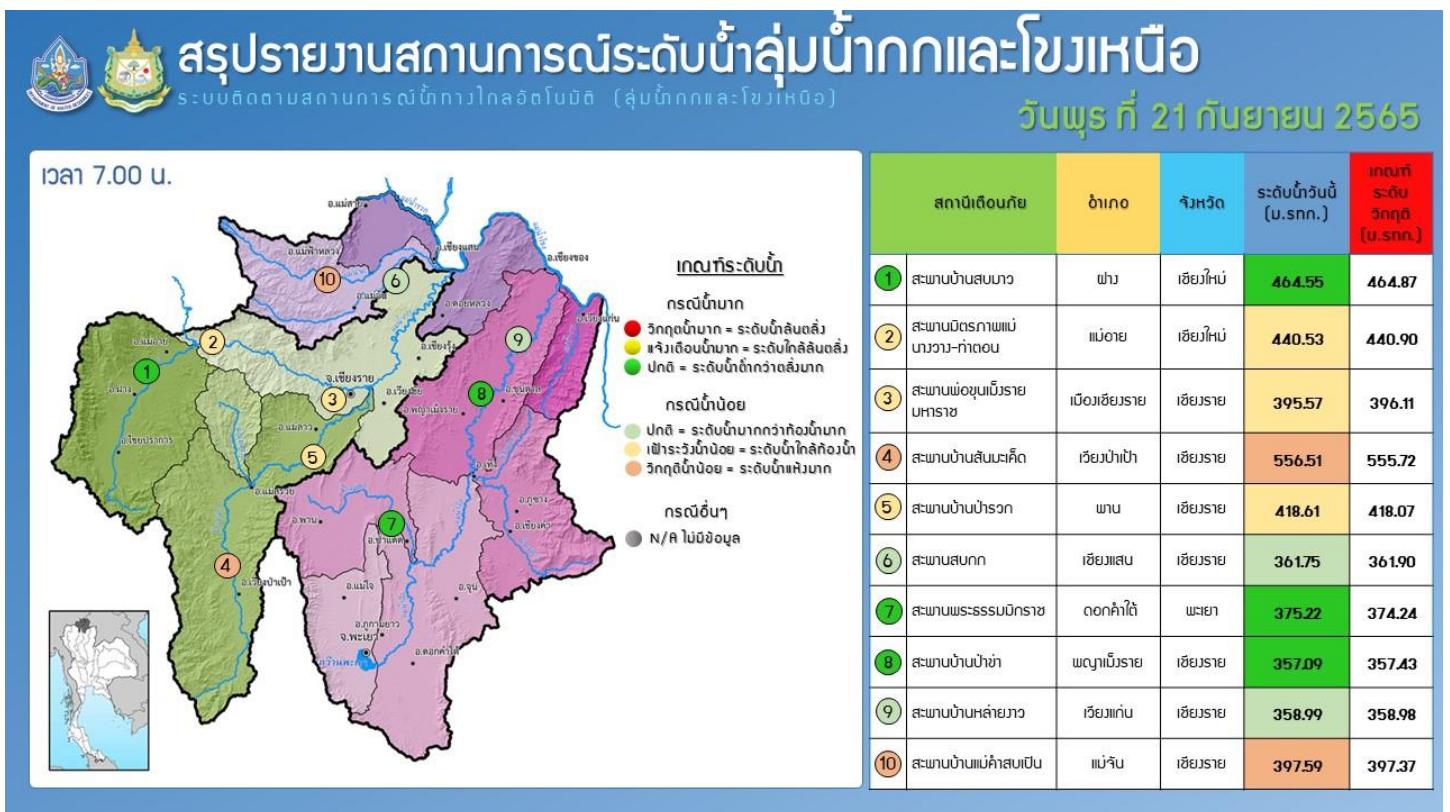 สรุปรายงานสถานการณ์ระดับน้ำลุ่มน้ำกกและโขงเหนือ
ระบบติดตามสถานการณ์น้ำทางไกลอัตโนมัติ (ลุ่มน้ำกกและโขงเหนือ)
วันพุธ ที่ 21 กันยายน 2565
เวลา 7.00 น.
อ.แม่สาย
แม่น้ำรวก
อ.แม่ฟ้าหลวง
อ.เชียงแสน
แม่น้ำโขง
อ.เชียงของ
10
6
อ.แม่จัน
อ.ดอยหลวง
อ.เวียงแก่น
2
9
อ.แม่อาย
อ.เชียงรุ้ง
1
จ.เชียงราย
8
อ.ฝาง
3
อ.เวียงชัย
อ.ขุนตาล
อ.พญาเม็งราย
อ.แม่ลาว
อ.ไชยปราการ
5
อ.เทิง
อ.แม่สรวย
อ.ภูซาง
อ.พาน
7
อ.เชียงคำ
อ.ป่าแดด
4
อ.เวียงป่าเป้า
อ.แม่ใจ
อ.จุน
อ.ภูกามยาว
จ.พะเยา
อ.ดอกคำใต้
กว๊านพะเยา
เกณฑ์ระดับน้ำ
กรณีน้ำมาก
วิกฤตน้ำมาก = ระดับน้ำล้นตลิ่ง
แจ้งเตือนน้ำมาก = ระดับใกล้ล้นตลิ่ง
ปกติ = ระดับน้ำต่ำกว่าตลิ่งมาก
กรณีน้ำน้อย
ปกติ = ระดับน้ำมากกว่าท้องน้ำมาก
เฝ้าระวังน้ำน้อย = ระดับน้ำใกล้ท้องน้ำ
วิกฤติน้ำน้อย = ระดับน้ำแห้งมาก
กรณีอื่นๆ
N/A ไม่มีข้อมูล
สถานีเตือนภัย อำเภอ จังหวัด ระดับน้ำวันนี้ (ม.รทก.) เกณฑ์ระดับวิกฤติ (ม.รทก.)
1 สะพานบ้านสบมาว ฝาง เชียงใหม่ 464.55 464.87
2 สะพานมิตรภาพแม่นางวาง-ท่าตอน แม่อาย เชียงใหม่ 440.53 440.90
3 สะพานพ่อขุนเม็งรายมหาราช เมืองเชียงราย เชียงราย 395.57 396.11
4 สะพานบ้านสันมะเค็ด เวียงป่าเป้า เชียงราย 556.51 555.72
5 สะพานบ้านป่ารวก พาน เชียงราย 418.61 418.07
6 สะพานสบกก เชียงแสน เชียงราย 361.75 361.90
7 สะพานพระธรรมมิกราช ดอกคำใต้ พะเยา 375.22 374.24
8 สะพานบ้านป่าข่า พญาเม็งราย เชียงราย 357.09 357.43
9 สะพานบ้านหล่ายงาว เวียงแก่น เชียงราย 358.99 358.98
10 สะพานบ้านแม่คำสบเปิน แม่จัน เชียงราย 397.59 397.37